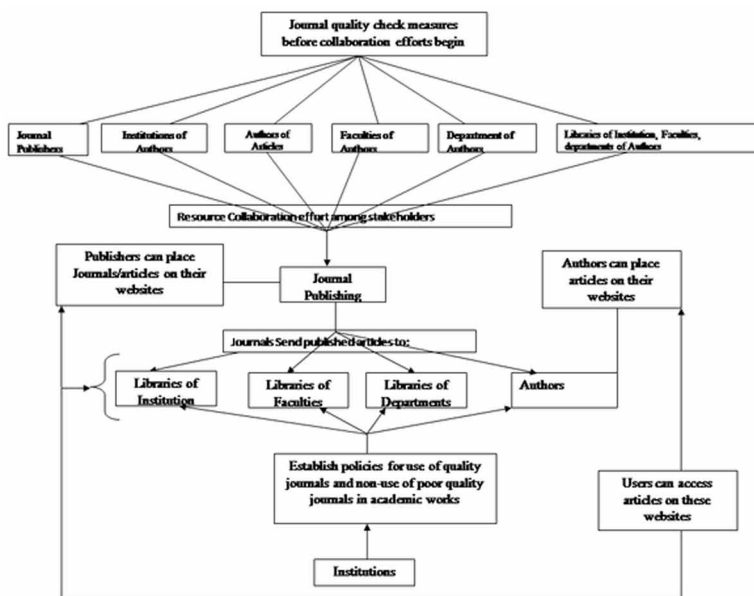 Journal quality check measures
before collaboration efforts begin
Journal
Publishers
Institutions of
Authors
Authors of
Articles
Faculties of
Authors
Department of
Authors
Libraries of Institution, Faculties,
departments of Authors
Resource Collaboration effort among stakeholders
Publishers can place
Journals/articles on their
websites
Journal
Publishing
Authors can place
articles on their
websites
Journals Send published articles to:
Libraries of
Institution
Libraries of
Faculties
Libraries of
Departments
Authors
Establish policies for use of quality
journals and non-use of poor quality
journals in academic works
Users can access
articles on these
websites
Institutions